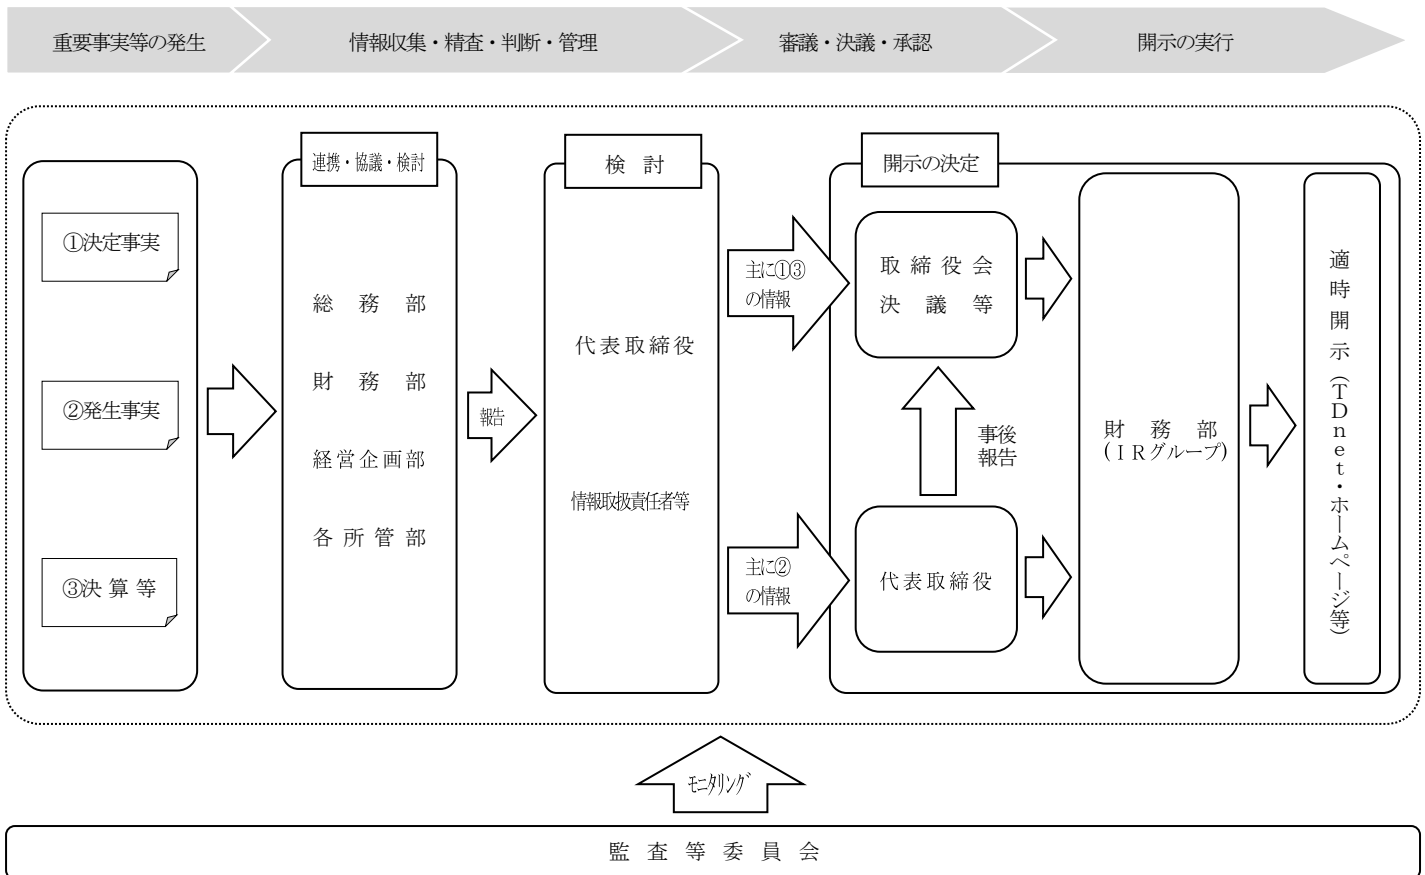 重要事実等の発生
情報収集・精査・判断・管理
審議・決議・承認
開示の実行
①決定事実
②発生事実
③決算等
連携・協議・検討
総務部
財務部
経営企画部
各所管部
報告
検討
代表取締役
情報取扱責任者等
主に①③
の情報
主に②
の情報
開示の決定
取締役会
決議等
事後
報告
代表取締役
財務部
(ＩＲグループ)
適時開示（ＴＤｎｅｔ・ホームページ等）
ﾓﾆﾀﾘﾝｸﾞ
監査等委員会